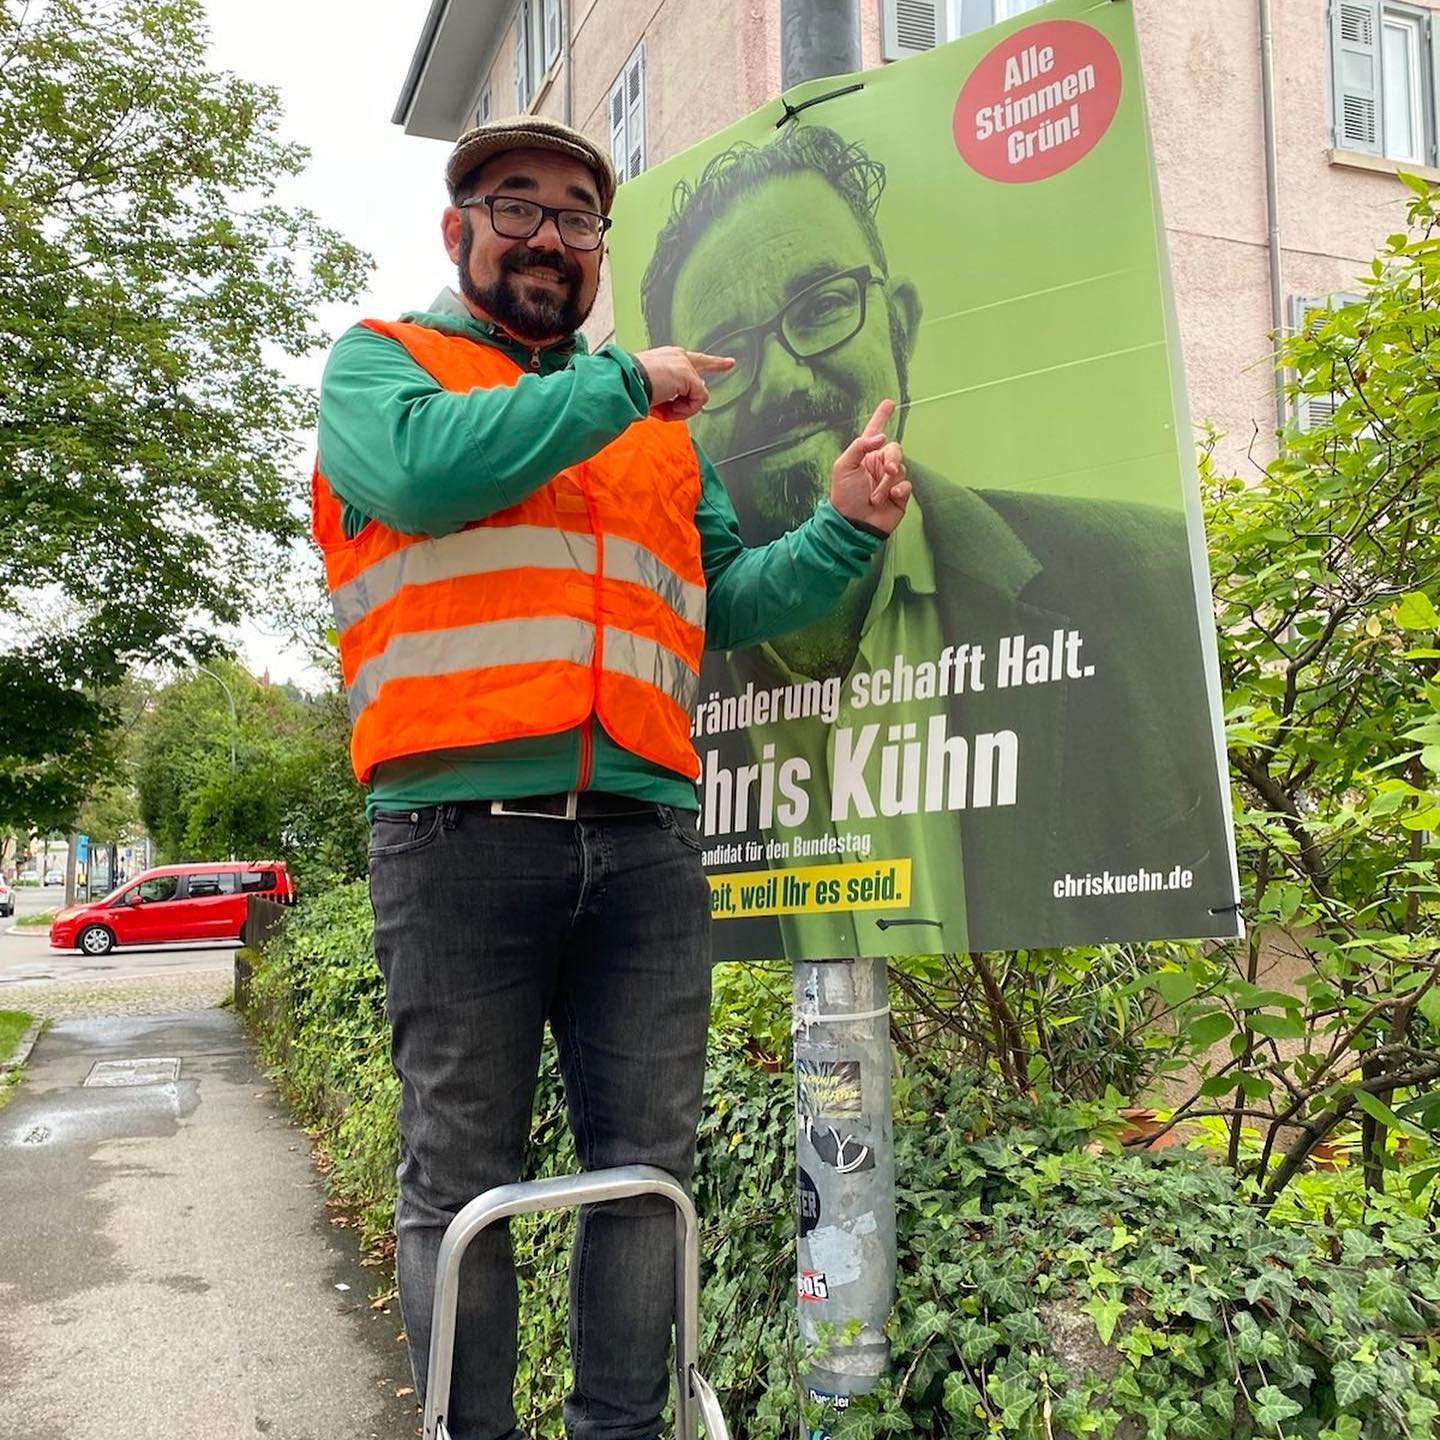 Alle
Stimmen
Grün!
eränderung schafft Halt.
hris Kühn
andidat für den Bundestag
eit, weil Ihr es seid.
chriskuehn.de